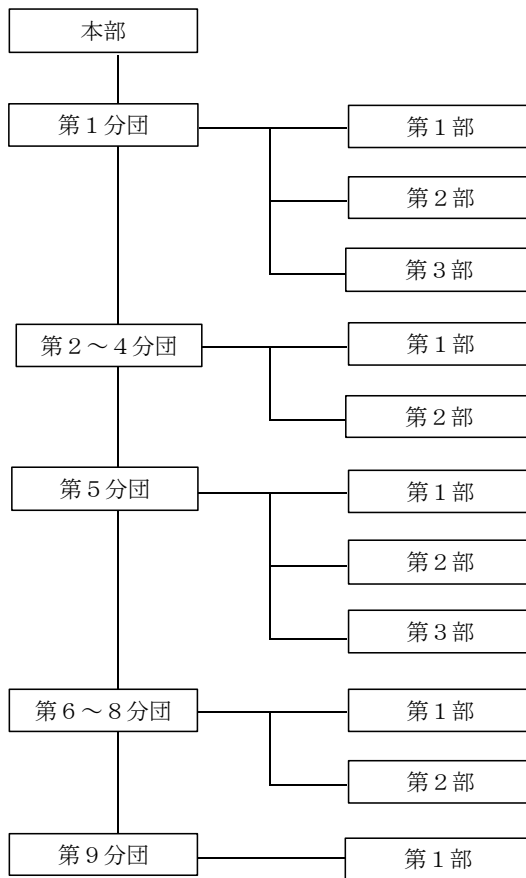 本部
第１分団
第１部
第２部
第３部
第２～４分団
第１部
第２部
第５分団
第１部
第２部
第３部
第６～８分団
第１部
第２部
第９分団
第１部